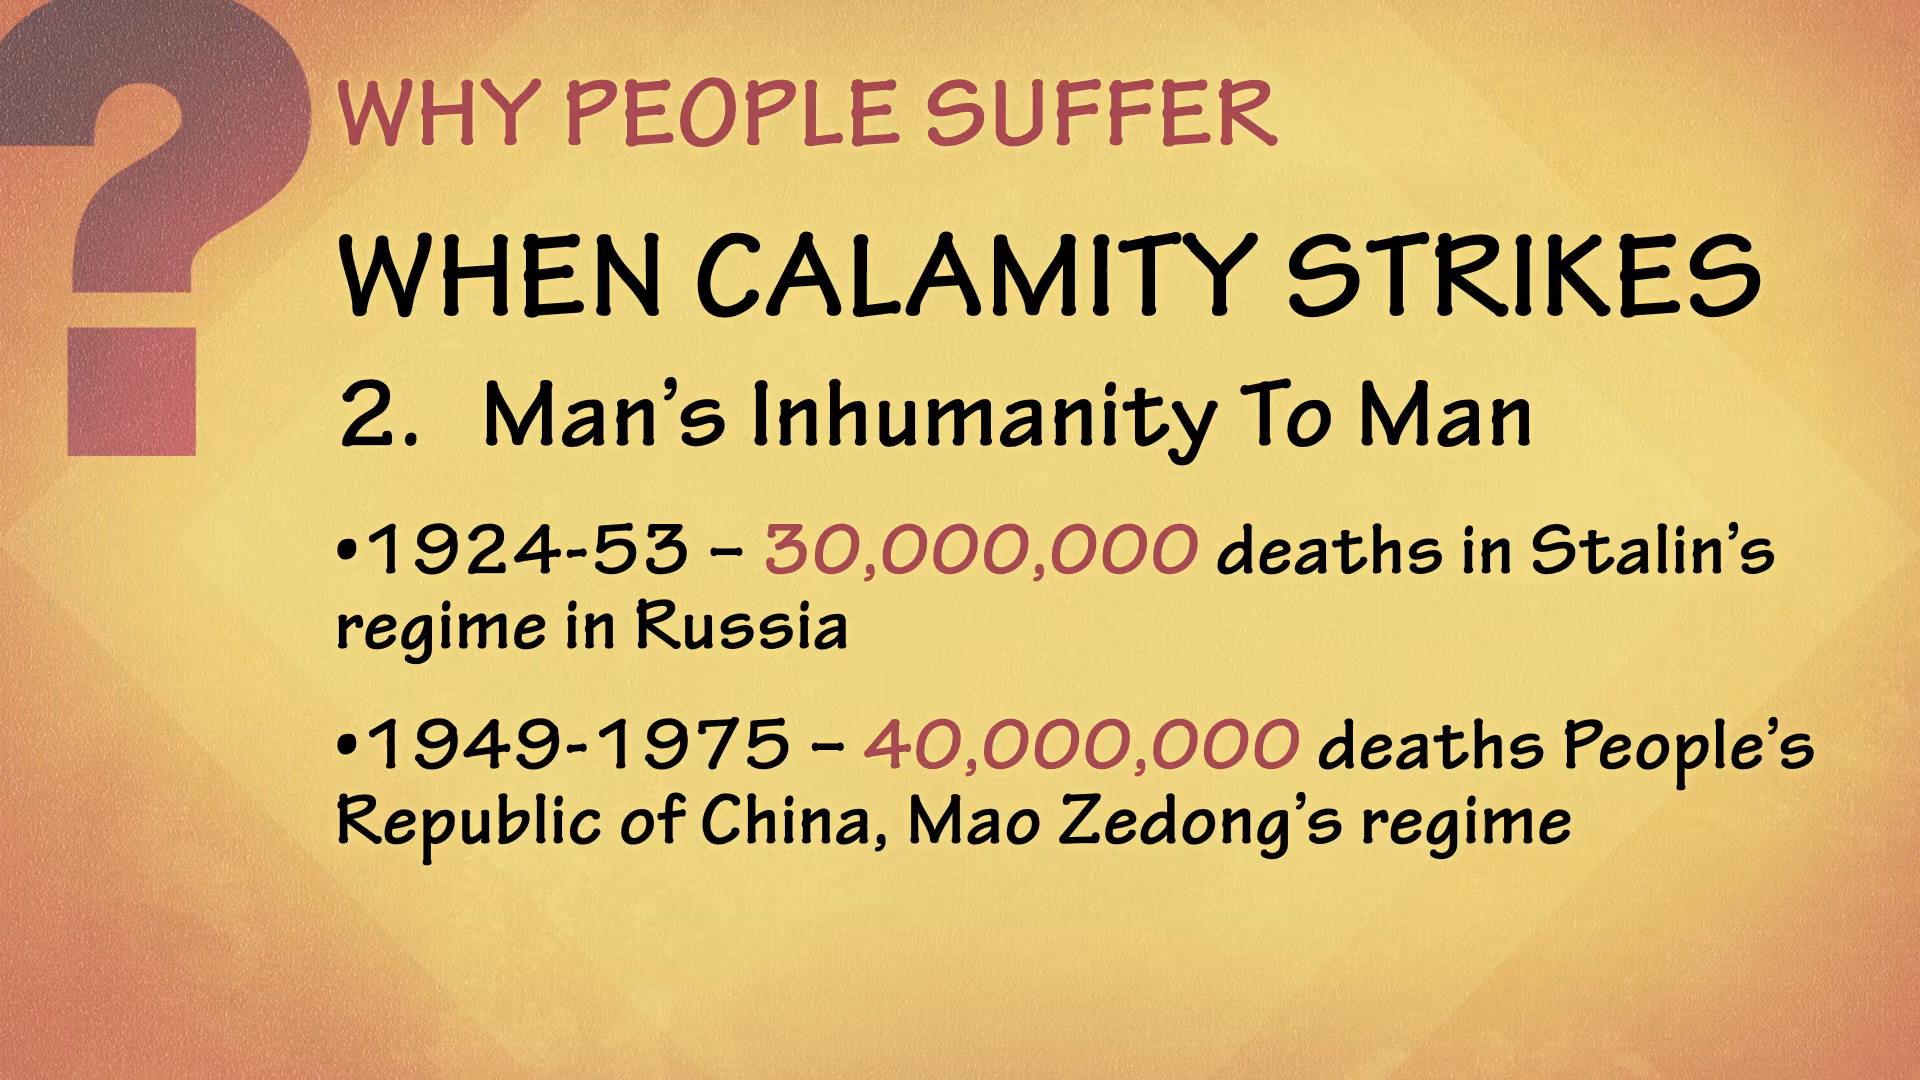 ?
WHY PEOPLE SUFFER
WHEN CALAMITY STRIKES
2. Man’s Inhumanity To Man
•1924-53 – 30,000,000 deaths in Stalin’s
regime in Russia
•1949-1975 – 40,000,000 deaths People’s
Republic of China, Mao Zedong’s regime